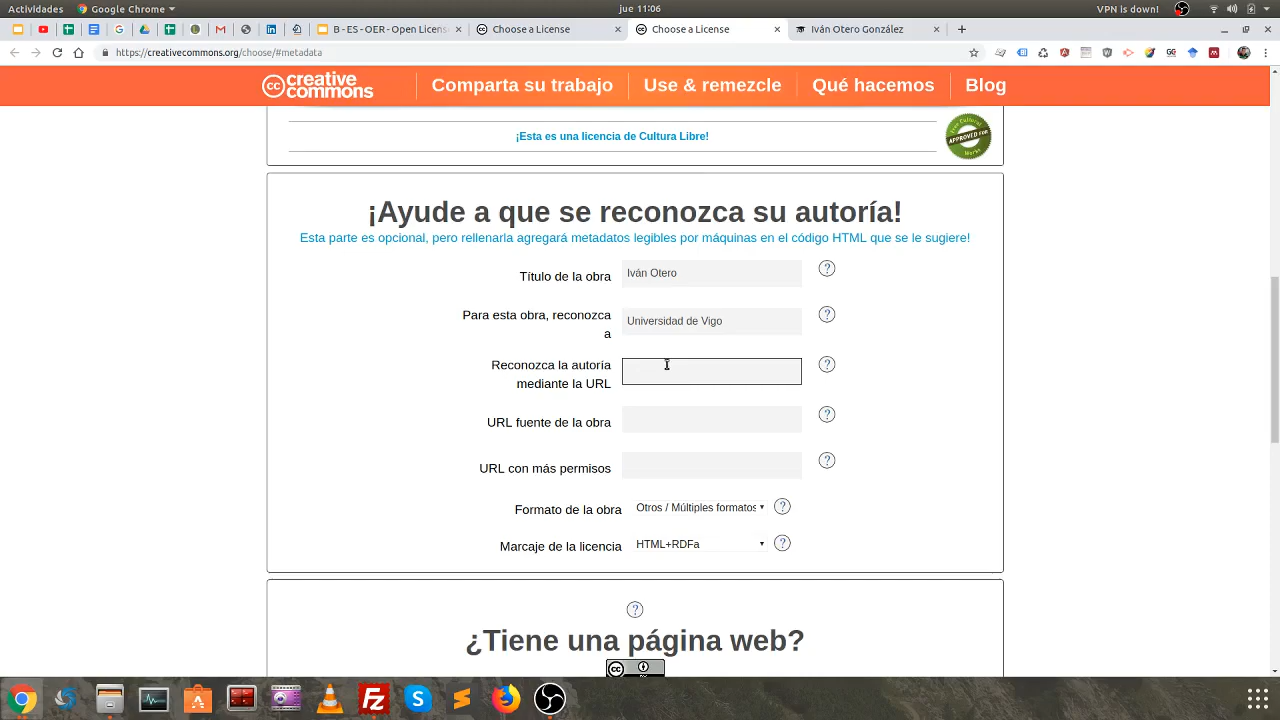 Actividades Google Chrome jue 11:06 VPN is down!
B - ES - OER - Open Licens Choose a License Choose a License Iván Otero González
https://creativecommons.org/choose/#metadata
creative commons Comparta su trabajo Use & remezcle Qué hacemos Blog
¡Esta es una licencia de Cultura Libre!
APPROVED FOR
¡Ayude a que se reconozca su autoría!
Esta parte es opcional, pero rellenarla agregará metadatos legibles por máquinas en el código HTML que se le sugiere!
Título de la obra Iván Otero ?
Para esta obra, reconozca a Universidad de Vigo ?
Reconozca la autoría mediante la URL ?
URL fuente de la obra ?
URL con más permisos ?
Formato de la obra Otros / Múltiples formatos ?
Marcaje de la licencia HTML+RDFa ?
?
¿Tiene una página web?
cc